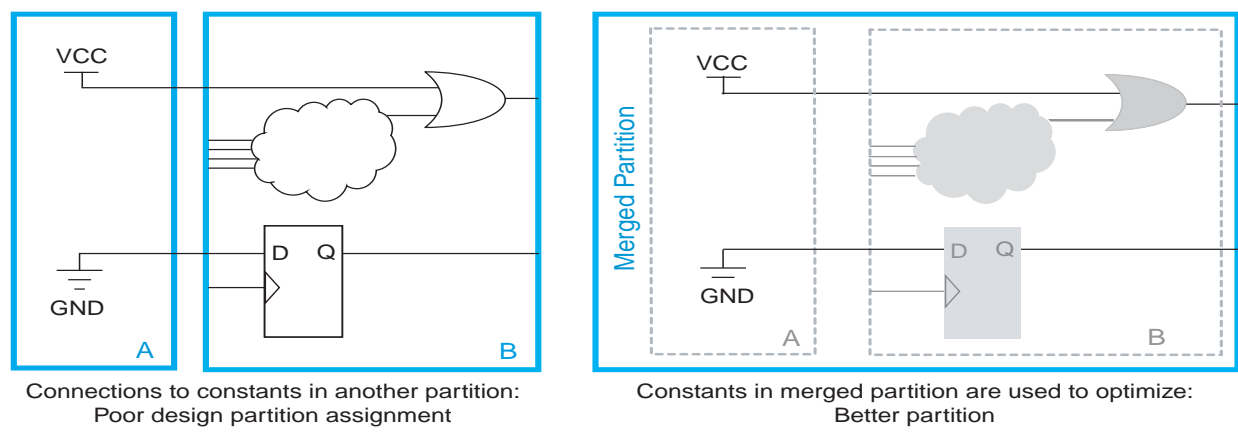 VCC
D Q
GND
A
B
Connections to constants in another partition:
Poor design partition assignment
Merged Partition
VCC
D Q
GND
A
B
Constants in merged partition are used to optimize:
Better partition